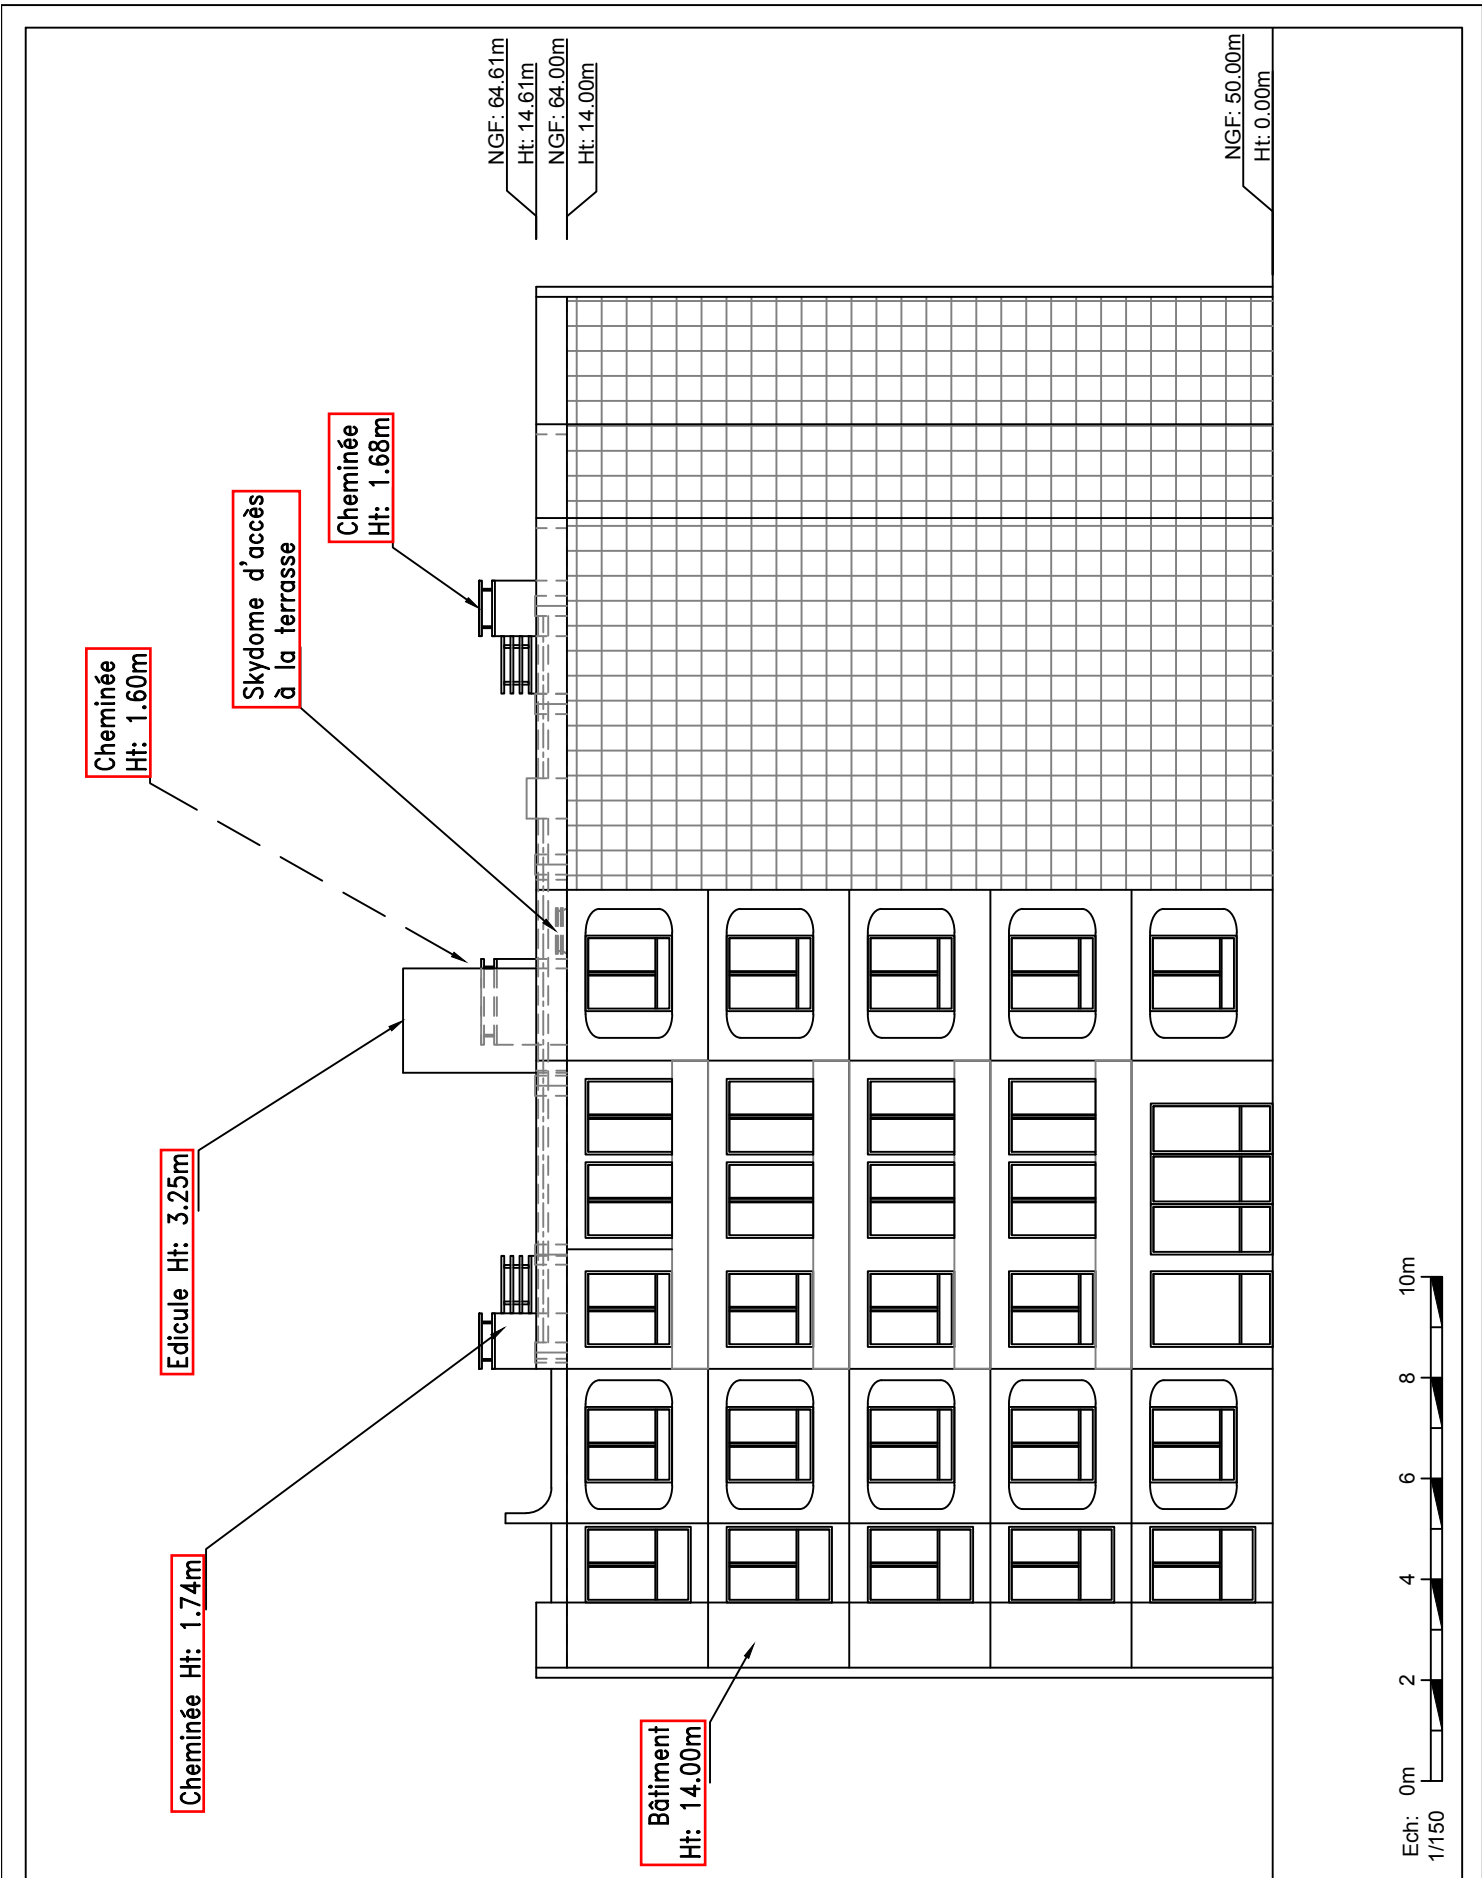 Cheminée
Ht: 1.60m
Edicule Ht: 3.25m
Cheminée Ht: 1.74m
Skydome d'accès
à la terrasse
Cheminée
Ht: 1.68m
NGF: 64.61m
Ht: 14.61m
NGF: 64.00m
Ht: 14.00m
Bâtiment
Ht: 14.00m
NGF: 50.00m
Ht: 0.00m
Ech:
1/150
0m 2 4 6 8 10m